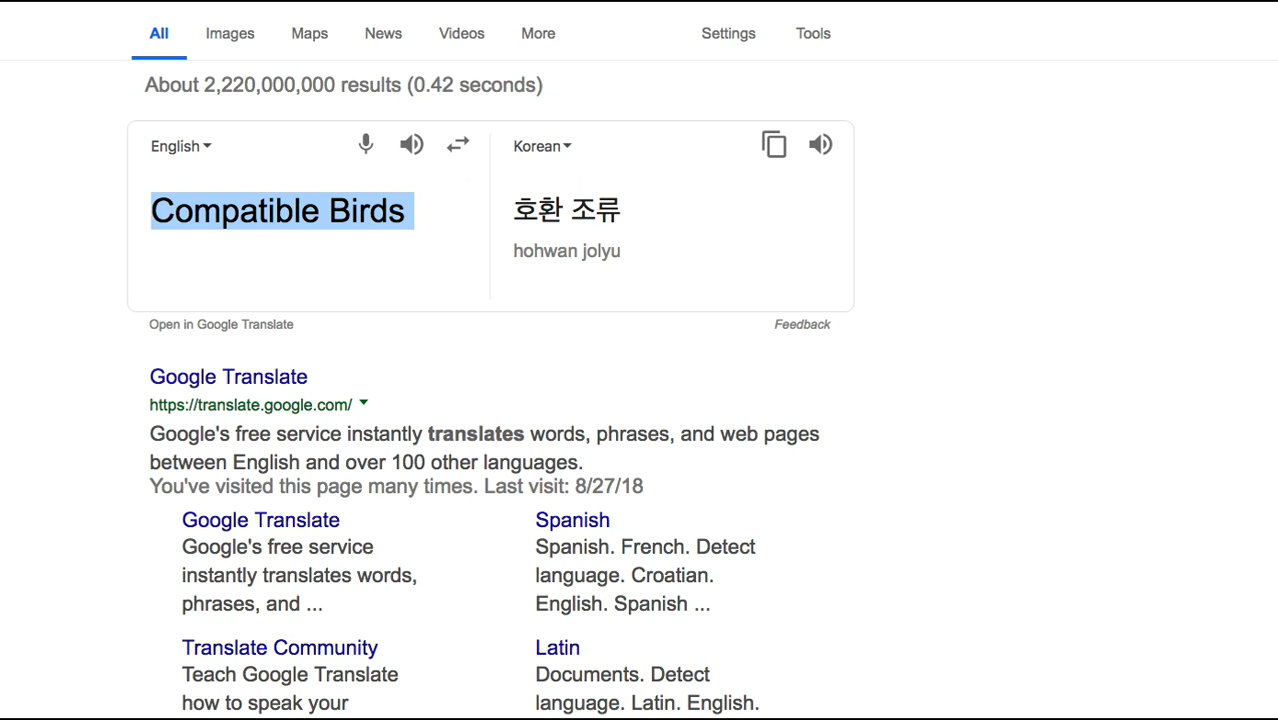 All Images Maps News Videos More Settings Tools
About 2,220,000,000 results (0.42 seconds)
English Korean
Compatible Birds 호환 조류
hohwan jolyu
Open in Google Translate Feedback
Google Translate
https://translate.google.com/
Google's free service instantly translates words, phrases, and web pages
between English and over 100 other languages.
You've visited this page many times. Last visit: 8/27/18
Google Translate
Google's free service
instantly translates words,
phrases, and ...
Spanish
Spanish. French. Detect
language. Croatian.
English. Spanish ...
Translate Community
Teach Google Translate
how to speak your
Latin
Documents. Detect
language. Latin. English.